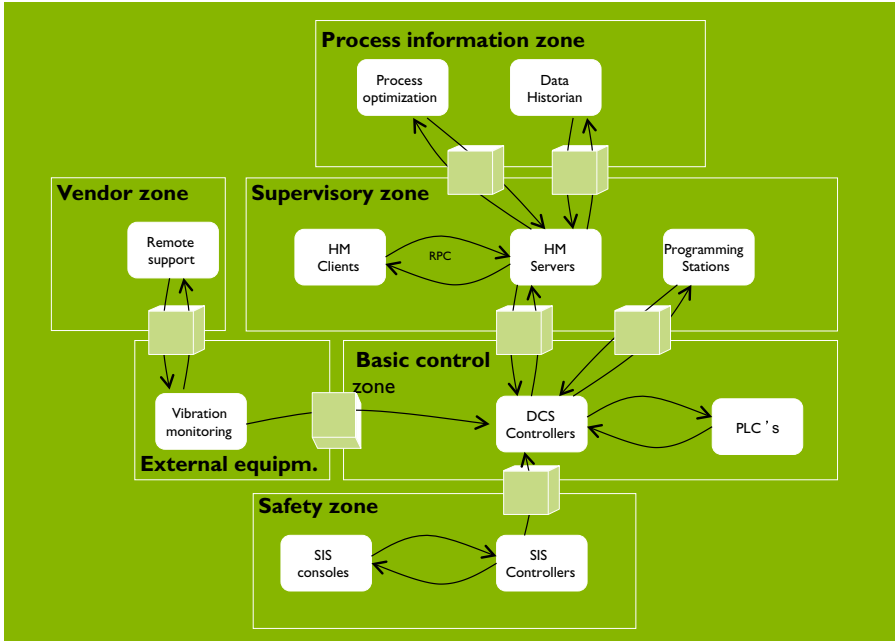 Process information zone
Process
optimization
Data
Historian
Vendor zone
Remote
support
Supervisory zone
HM
Clients
RPC
HM
Servers
Programming
Stations
Vibration
monitoring
External equipm.
Basic control
zone
DCS
Controllers
PLC's
Safety zone
SIS
consoles
SIS
Controllers